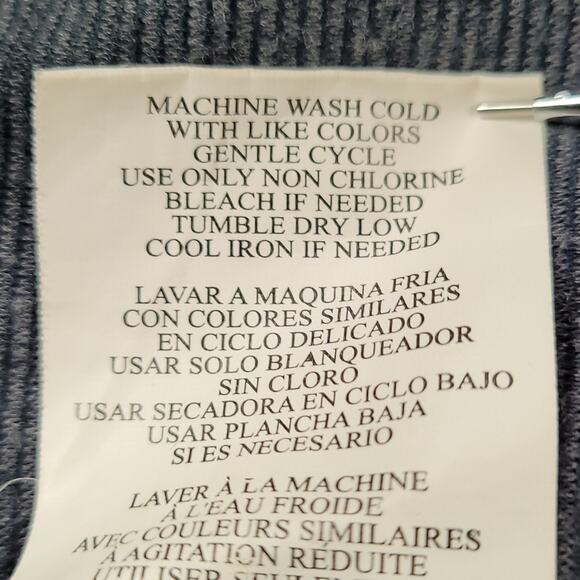 MACHINE WASH COLD
WITH LIKE COLORS
GENTLE CYCLE
USE ONLY NON CHLORINE
BLEACH IF NEEDED
TUMBLE DRY LOW
COOL IRON IF NEEDED
LAVAR A MAQUINA FRIA
CON COLORES SIMILARES
EN CICLO DELICADO
USAR SOLO BLANQUEADOR
SIN CLORO
USAR SECADORA EN CICLO BAJO
USAR PLANCHA BAJA
SI ES NECESARIO
LAVER À LA MACHINE
À L'EAU FROIDE
AVEC COULEURS SIMILAIRES
À AGITATION RÉDUITE
UTILISER